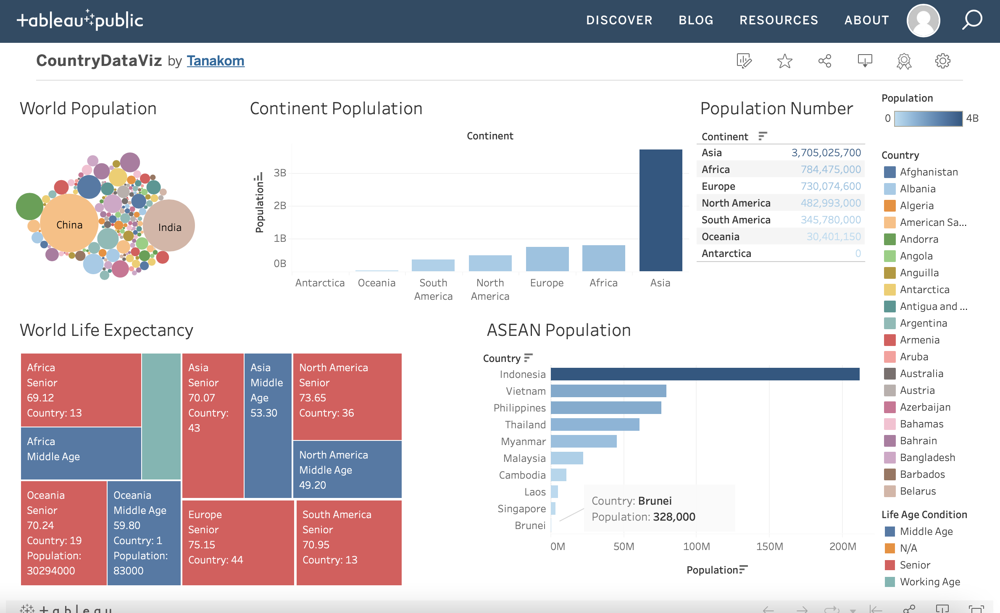 tableau public
DISCOVER
BLOG
RESOURCES
ABOUT
CountryDataViz by Tanakom
World Population
China
India
Continent Poplulation
Continent
Population
3B
2B
1B
0B
Antarctica
Oceania
South
America
North
America
Europe
Africa
Asia
Population Number
Continent
Asia 3,705,025,700
Africa 784,475,000
Europe 730,074,600
North America 482,993,000
South America 345,780,000
Oceania 30,401,150
Antarctica 0
Population
0 4B
Country
Afghanistan
Albania
Algeria
American Sa...
Andorra
Angola
Anguilla
Antarctica
Antigua and ...
Argentina
Armenia
Aruba
Australia
Austria
Azerbaijan
Bahamas
Bahrain
Bangladesh
Barbados
Belarus
Life Age Condition
Middle Age
N/A
Senior
Working Age
World Life Expectancy
Africa
Senior
69.12
Country: 13
Africa
Middle Age
Oceania
Senior
70.24
Country: 19
Population:
30294000
Oceania
Middle Age
59.80
Country: 1
Population:
83000
Asia
Senior
70.07
Country:
43
Asia
Middle
Age
53.30
North America
Senior
73.65
Country: 36
North America
Middle Age
49.20
Europe
Senior
75.15
Country: 44
South America
Senior
70.95
Country: 13
ASEAN Population
Country
Indonesia
Vietnam
Philippines
Thailand
Myanmar
Malaysia
Cambodia
Laos
Singapore
Brunei
Country: Brunei
Population: 328,000
0M
50M
100M
150M
200M
Population
tableau